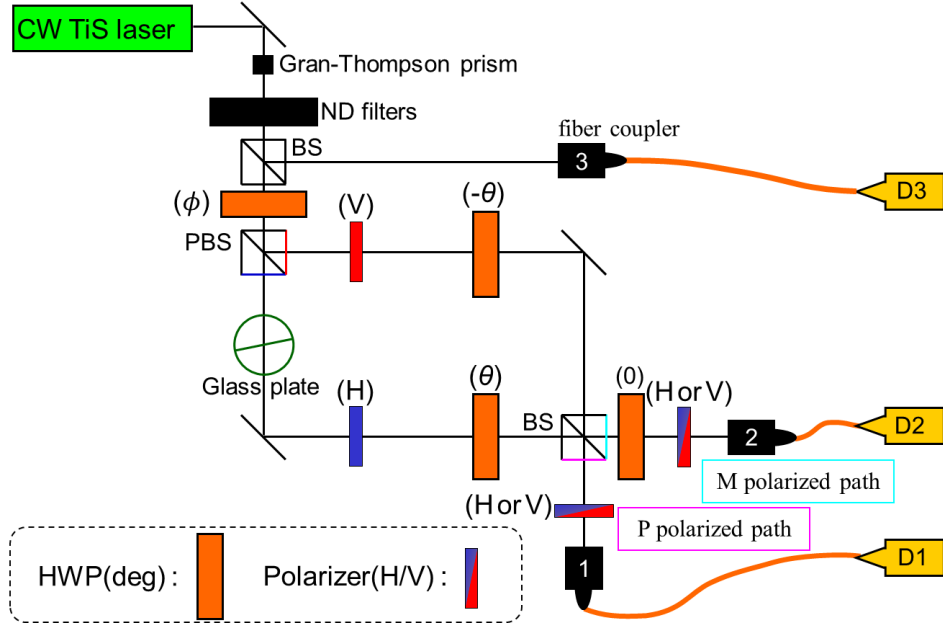 CW TiS laser
Gran-Thompson prism
ND filters
BS
fiber coupler
3
D3
(ϕ)
(V)
(-θ)
PBS
Glass plate
(H)
(θ)
(0)
(H or V)
BS
2
D2
M polarized path
(H or V)
P polarized path
1
D1
HWP(deg) :
Polarizer(H/V) :